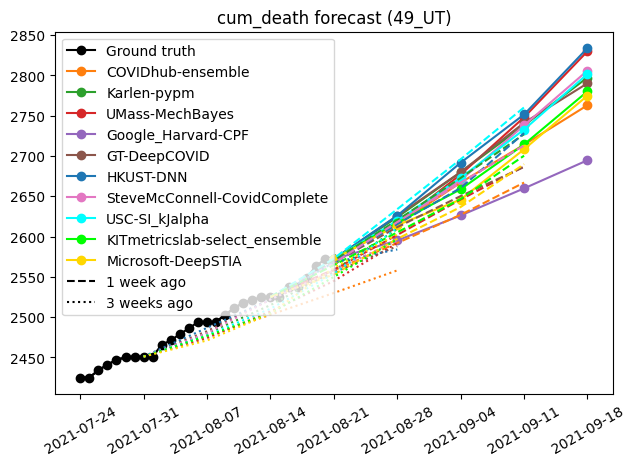 cum_death forecast (49_UT)
2850
2800
2750
2700
2650
2600
2550
2500
2450
Ground truth
COVIDhub-ensemble
Karlen-pypm
UMass-MechBayes
Google_Harvard-CPF
GT-DeepCOVID
HKUST-DNN
SteveMcConnell-CovidComplete
USC-SI_kJalpha
KITmetricslab-select_ensemble
Microsoft-DeepSTIA
1 week ago
3 weeks ago
2021-07-24
2021-07-31
2021-08-07
2021-08-14
2021-08-21
2021-08-28
2021-09-04
2021-09-11
2021-09-18